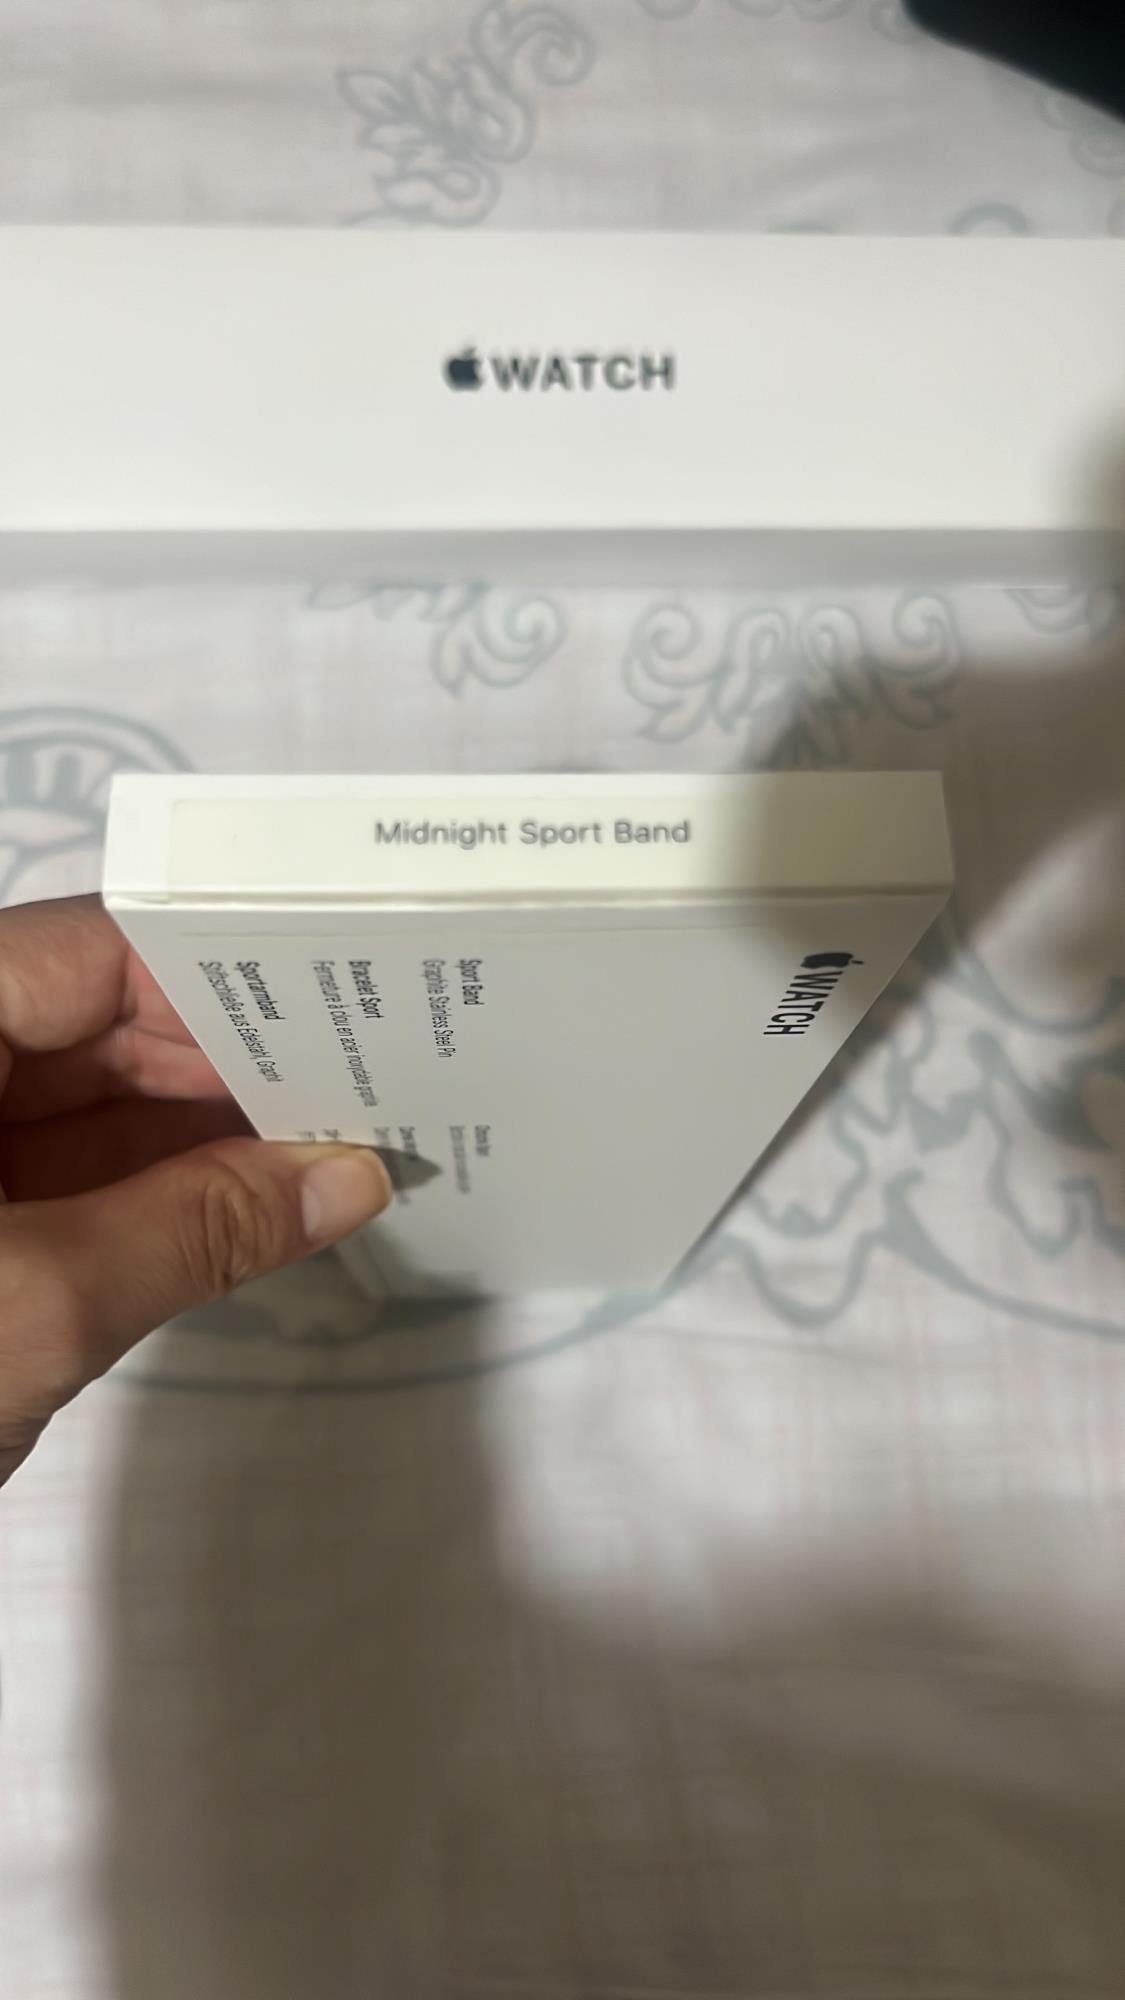 WATCH
Midnight Sport Band
WATCH
Sport Band
Graphite Stainless Steel Pin
Bracelet Sport
Fermeture à clou en acier inoxydable graphite
Sportarmband
Stiftschließe aus Edelstahl, Graphit